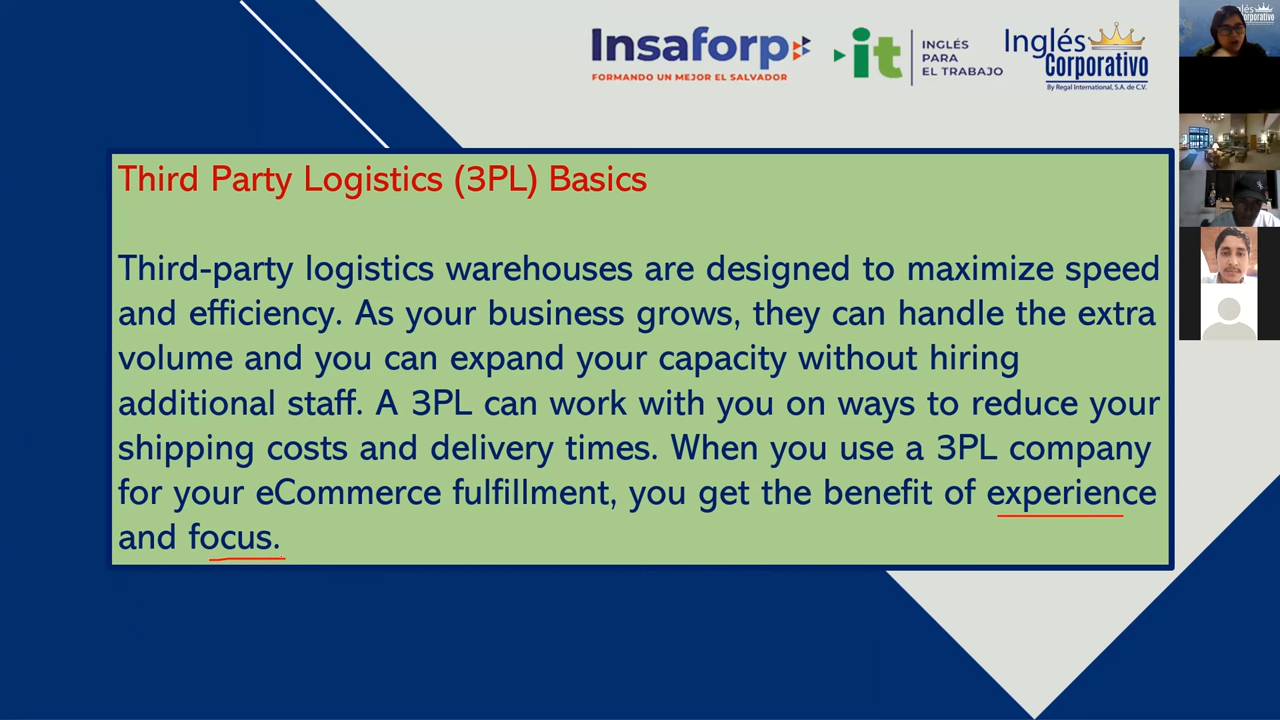 Insaforp
FORMANDO UN MEJOR EL SALVADOR
it
INGLÉS
PARA
EL TRABAJO
Inglés
Corporativo
By Regal International, S.A. de C.V.
Third Party Logistics (3PL) Basics
Third-party logistics warehouses are designed to maximize speed
and efficiency. As your business grows, they can handle the extra
volume and you can expand your capacity without hiring
additional staff. A 3PL can work with you on ways to reduce your
shipping costs and delivery times. When you use a 3PL company
for your eCommerce fulfillment, you get the benefit of experience
and focus.